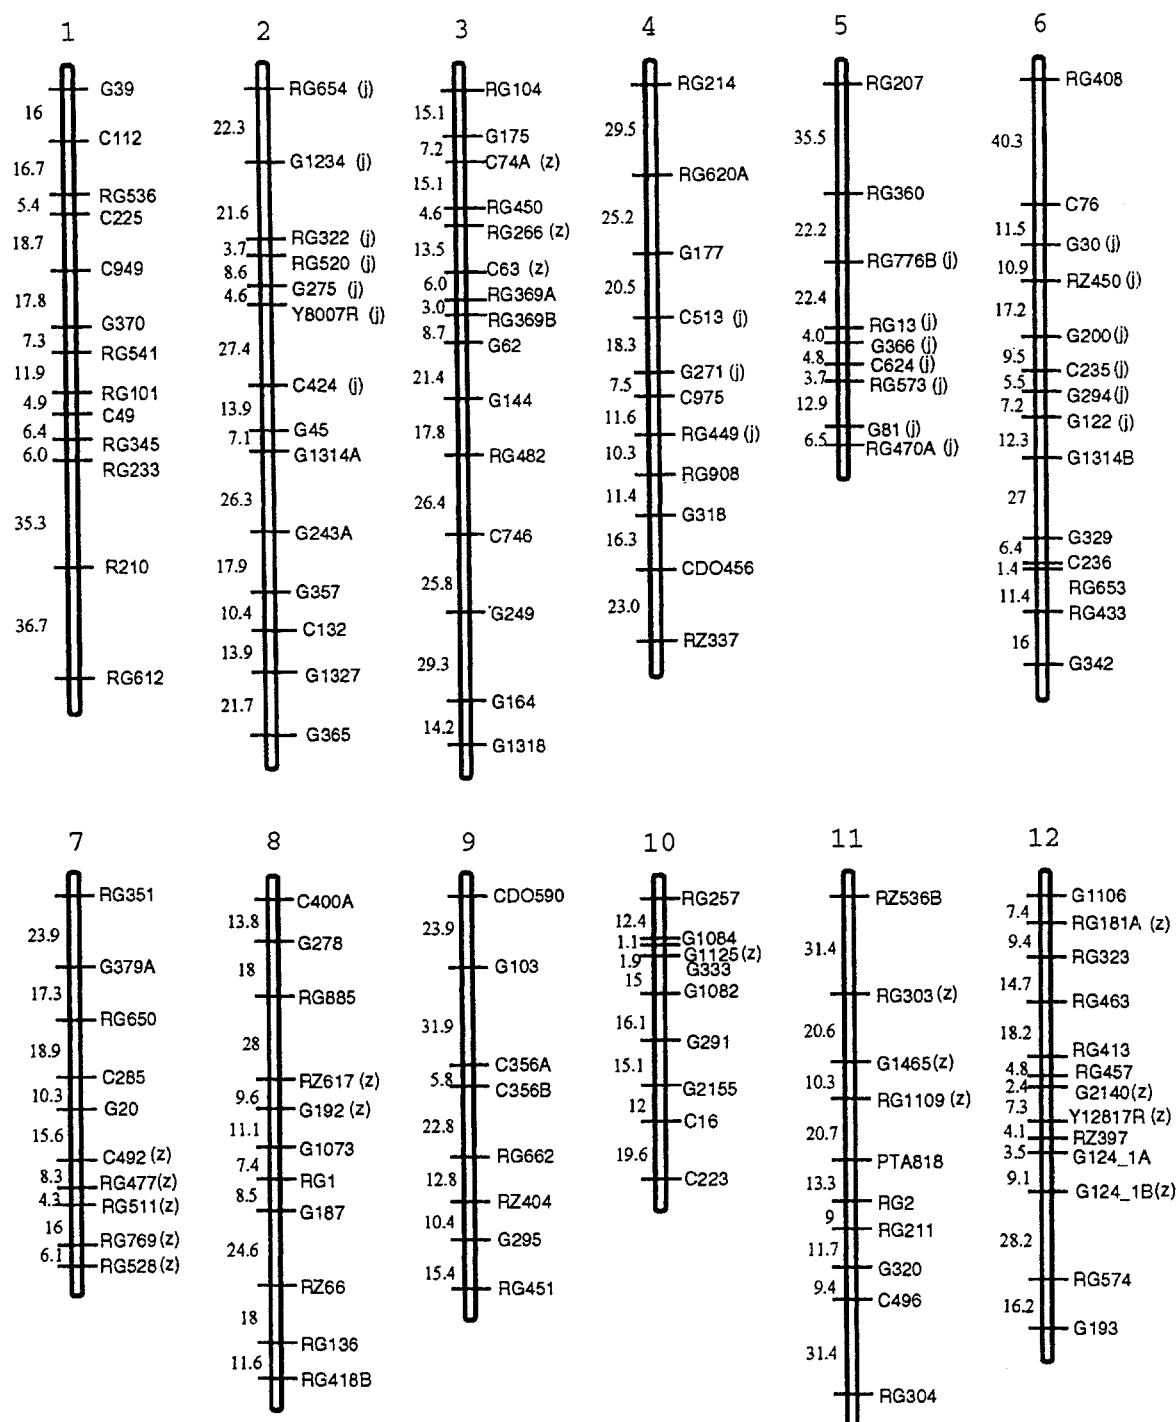 1
G39
16
C112
16.7
RG536
5.4
C225
18.7
C949
17.8
G370
7.3
RG541
11.9
RG101
4.9
C49
6.4
RG345
6.0
RG233
35.3
R210
36.7
RG612
2
RG654 (j)
22.3
G1234 (j)
21.6
RG322 (j)
3.7
RG520 (j)
8.6
G275 (j)
4.6
Y8007R (j)
27.4
C424 (j)
13.9
G45
7.1
G1314A
26.3
G243A
17.9
G357
10.4
C132
13.9
G1327
21.7
G365
3
RG104
15.1
G175
7.2
C74A (z)
15.1
RG450
4.6
RG266 (z)
13.5
C63 (z)
6.0
RG369A
3.0
RG369B
8.7
G62
21.4
G144
17.8
RG482
26.4
C746
25.8
G249
29.3
G164
14.2
G1318
4
RG214
29.5
RG620A
25.2
G177
20.5
C513 (j)
18.3
G271 (j)
7.5
C975
11.6
RG449 (j)
10.3
RG908
11.4
G318
16.3
CDO456
23.0
RZ337
5
RG207
35.5
RG360
22.2
RG776B (j)
22.4
RG13 (j)
4.0
G366 (j)
4.8
C624 (j)
3.7
RG573 (j)
12.9
G81 (j)
6.5
RG470A (j)
6
RG408
40.3
C76
11.5
G30 (j)
10.9
RZ450 (j)
17.2
G200 (j)
9.5
C235 (j)
5.5
G294 (j)
7.2
G122 (j)
12.3
G1314B
27
G329
6.4
C236
1.4
RG653
11.4
RG433
16
G342
7
RG351
23.9
G379A
17.3
RG650
18.9
C285
10.3
G20
15.6
C492 (z)
8.3
RG477(z)
4.3
RG511 (z)
16
RG769 (z)
6.1
RG528 (z)
8
C400A
13.8
G278
18
RG885
28
RZ617 (z)
9.6
G192 (z)
11.1
G1073
7.4
RG1
8.5
G187
24.6
RZ66
18
RG136
11.6
RG418B
9
CDO590
23.9
G103
31.9
C356A
5.8
C356B
22.8
RG662
12.8
RZ404
10.4
G295
15.4
RG451
10
RG257
12.4
G1084
1.1
G1125(z)
1.9
G333
15
G1082
16.1
G291
15.1
G2155
12
C16
19.6
C223
11
RZ536B
31.4
RG303 (z)
20.6
G1465(z)
10.3
RG1109 (z)
20.7
PTA818
13.3
RG2
9
RG211
11.7
G320
9.4
C496
31.4
RG304
12
G1106
7.4
RG181A (z)
9.4
RG323
14.7
RG463
18.2
RG413
4.8
RG457
2.4
G2140(z)
7.3
Y12817R (z)
4.1
RZ397
3.5
G124_1A
9.1
G124_1B(z)
28.2
RG574
16.2
G193